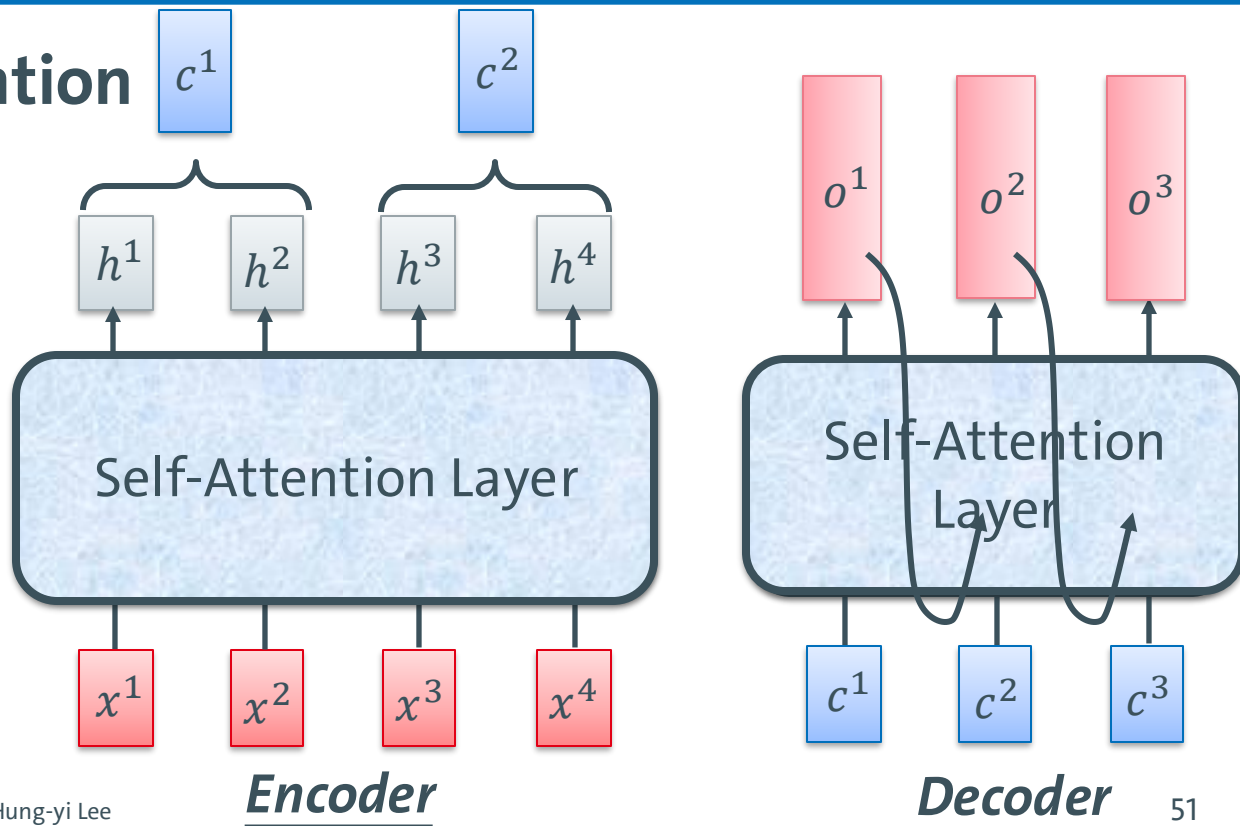 ntion
c¹ c²
h¹ h² h³ h⁴
Self-Attention Layer
x¹ x² x³ x⁴
Encoder
o¹ o² o³
Self-Attention
Layer
c¹ c² c³
Decoder
Hung-yi Lee
51